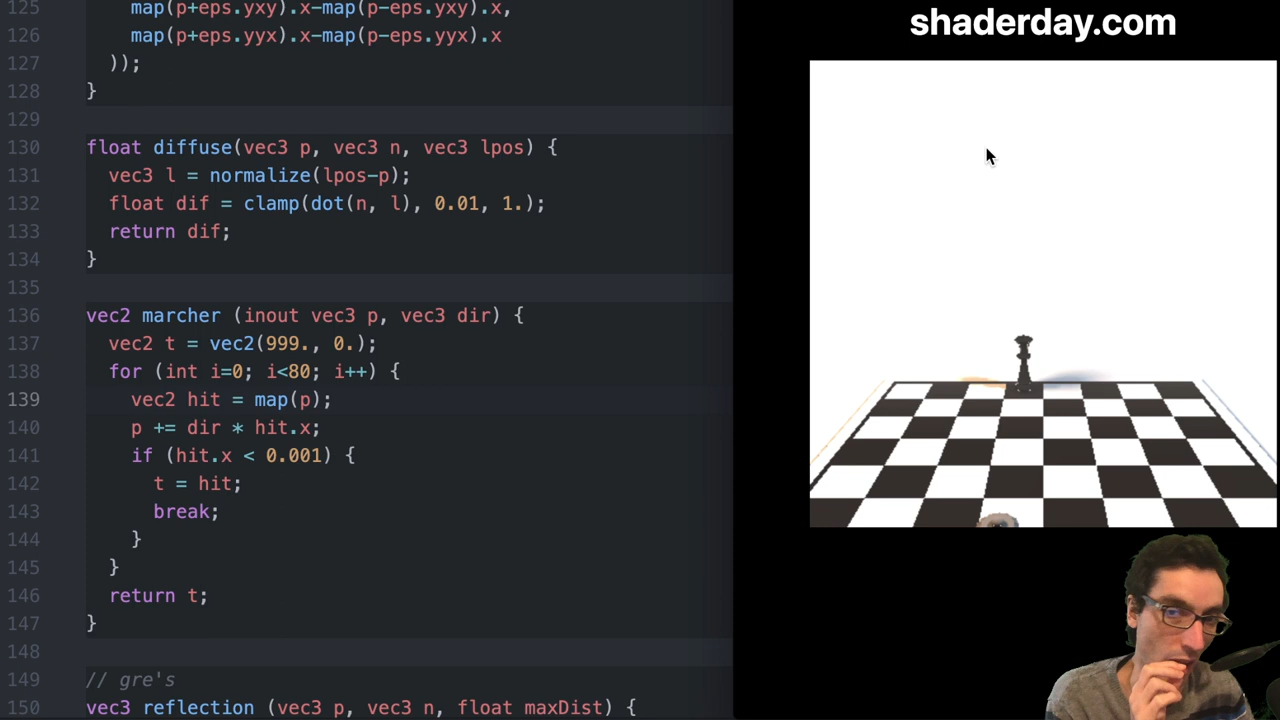 125 map(p+eps.yxy).x-map(p-eps.yxy).x,
126 map(p+eps.yyx).x-map(p-eps.yyx).x
127 ));
128 }
129
130 float diffuse(vec3 p, vec3 n, vec3 lpos) {
131 vec3 l = normalize(lpos-p);
132 float dif = clamp(dot(n, l), 0.01, 1.);
133 return dif;
134 }
135
136 vec2 marcher (inout vec3 p, vec3 dir) {
137 vec2 t = vec2(999., 0.);
138 for (int i=0; i<80; i++) {
139 vec2 hit = map(p);
140 p += dir * hit.x;
141 if (hit.x < 0.001) {
142 t = hit;
143 break;
144 }
145 }
146 return t;
147 }
148
149 // gre's
150 vec3 reflection (vec3 p, vec3 n, float maxDist) {
shaderday.com